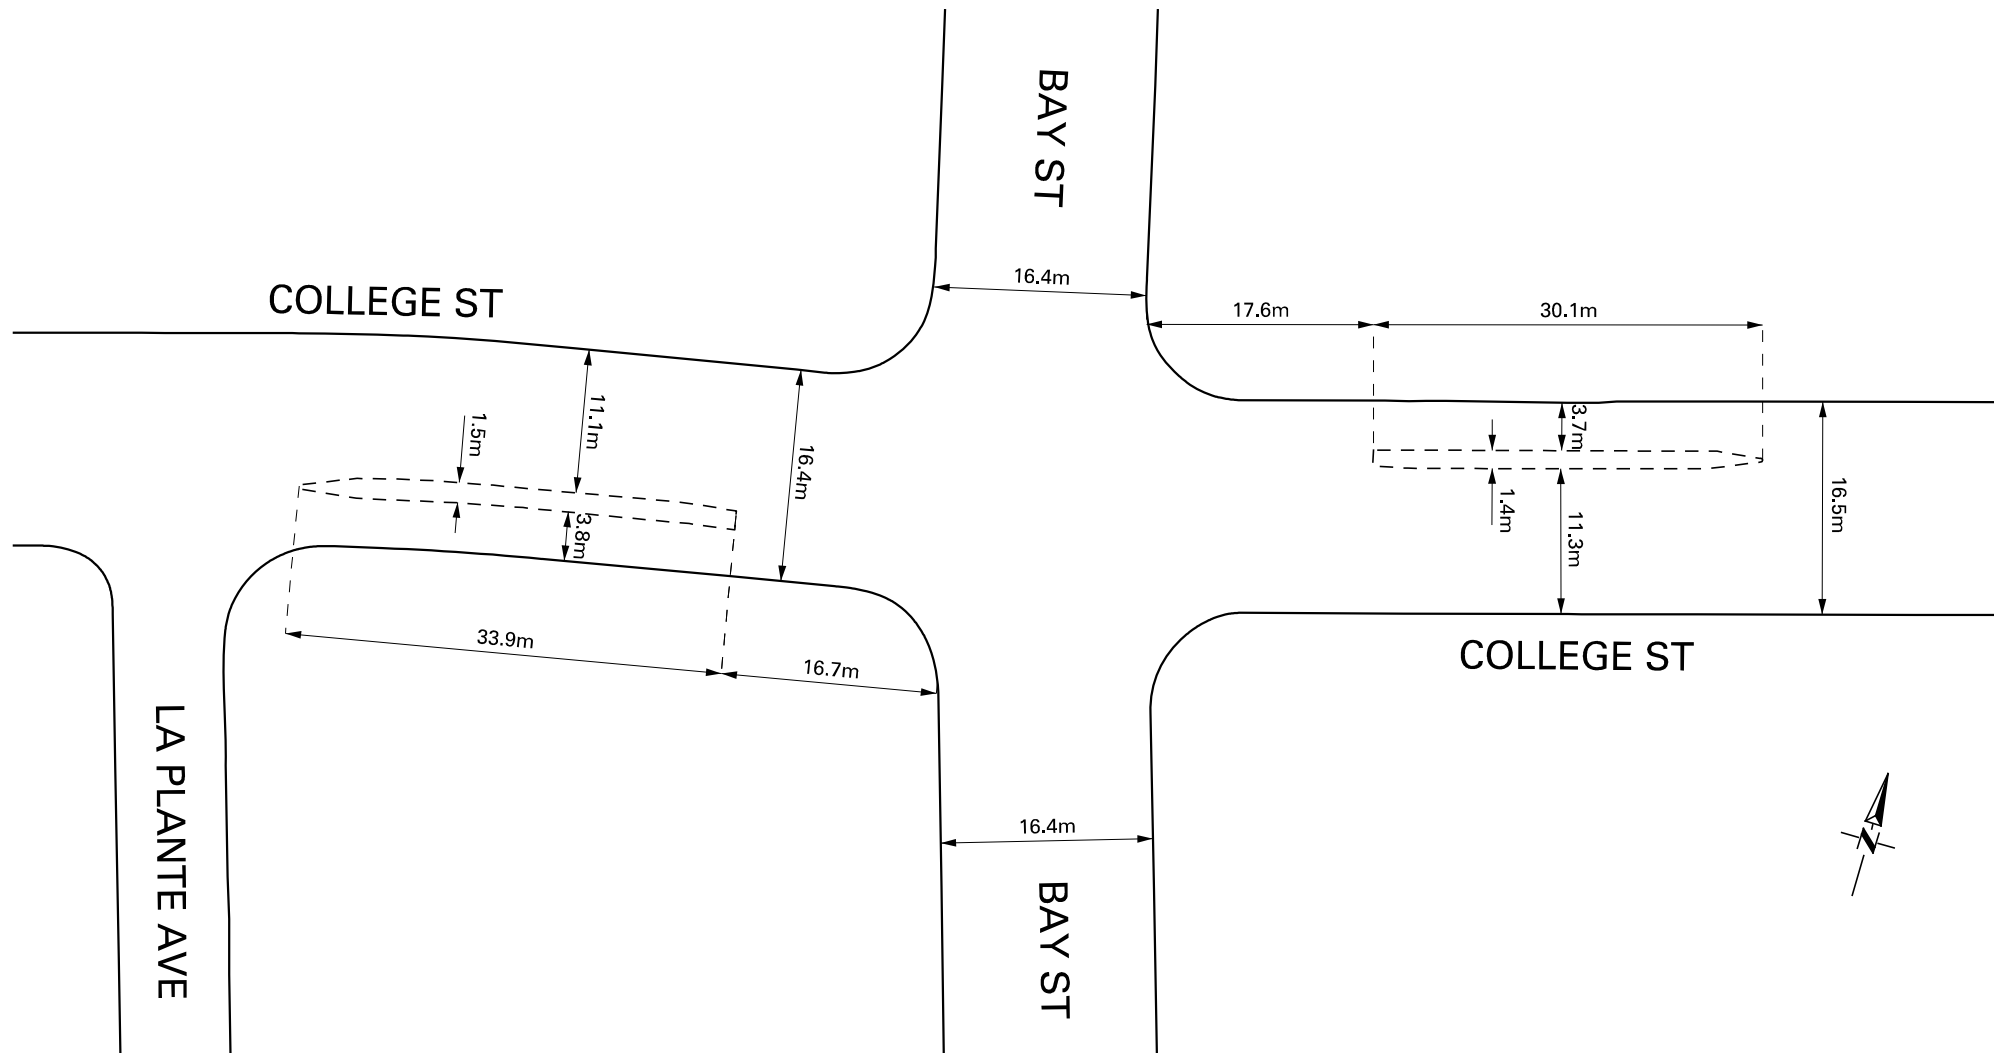 BAY ST
16.4m
COLLEGE ST
17.6m
30.1m
11.1m
1.5m
16.4m
3.7m
1.4m
11.3m
16.5m
3.8m
33.9m
16.7m
COLLEGE ST
LA PLANTE AVE
16.4m
BAY ST
N